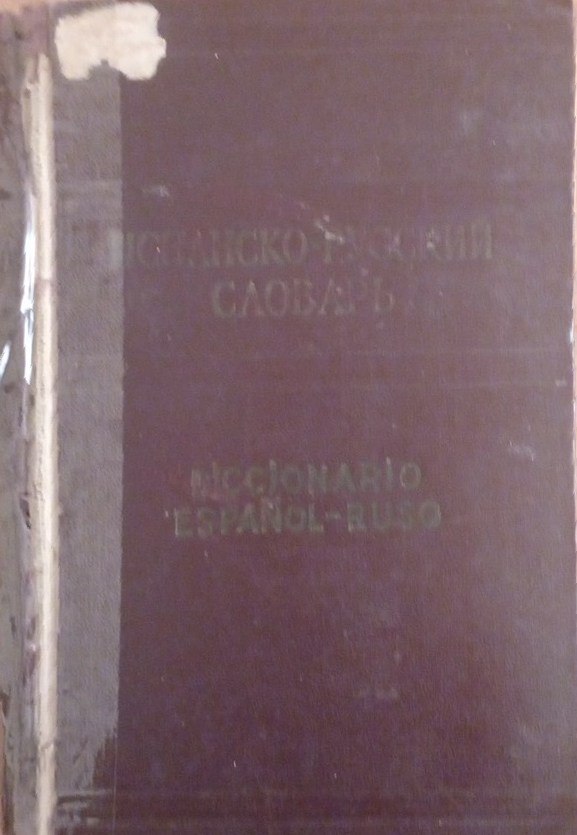 ИСПАНСКО-РУССКИЙ
СЛОВАРЬ
DICCIONARIO
ESPAÑOL-RUSO